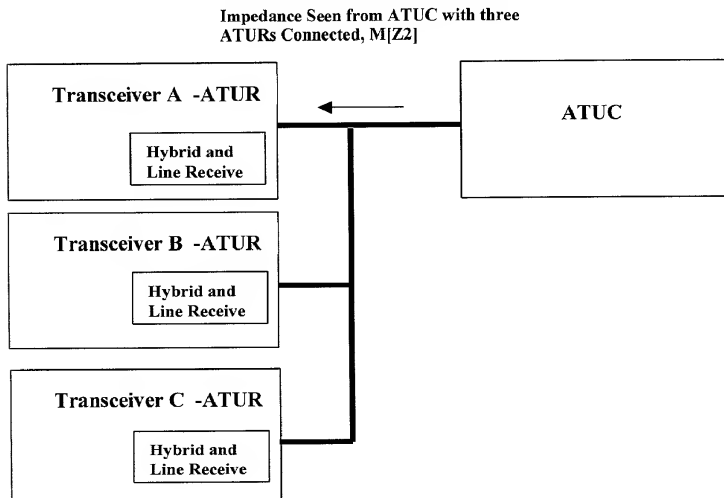 Impedance Seen from ATUC with three
ATURs Connected, M[Z2]
Transceiver A -ATUR
Hybrid and
Line Receive
ATUC
Transceiver B -ATUR
Hybrid and
Line Receive
Transceiver C -ATUR
Hybrid and
Line Receive